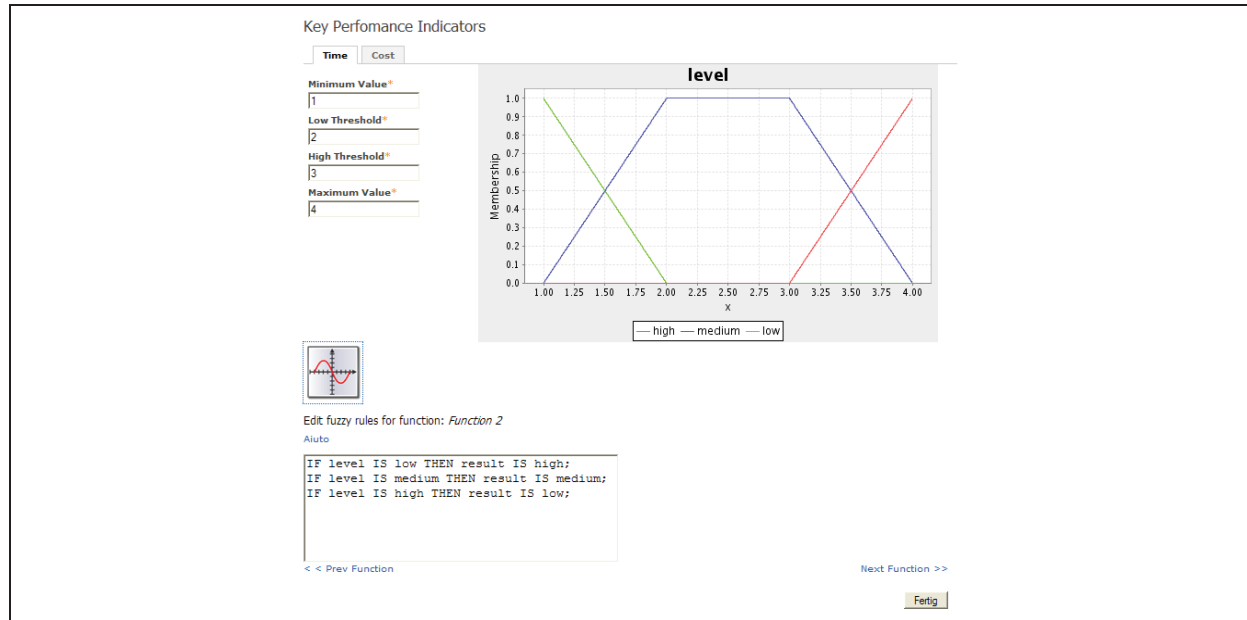 Key Perfomance Indicators
Time Cost
Minimum Value*
1
Low Threshold*
2
High Threshold*
3
Maximum Value*
4
level
Membership
1.0
0.9
0.8
0.7
0.6
0.5
0.4
0.3
0.2
0.1
0.0
1.00 1.25 1.50 1.75 2.00 2.25 2.50 2.75 3.00 3.25 3.50 3.75 4.00
x
high medium low
Edit fuzzy rules for function: Function 2
Aiuto
IF level IS low THEN result IS high;
IF level IS medium THEN result IS medium;
IF level IS high THEN result IS low;
< < Prev Function
Next Function >>
Fertig